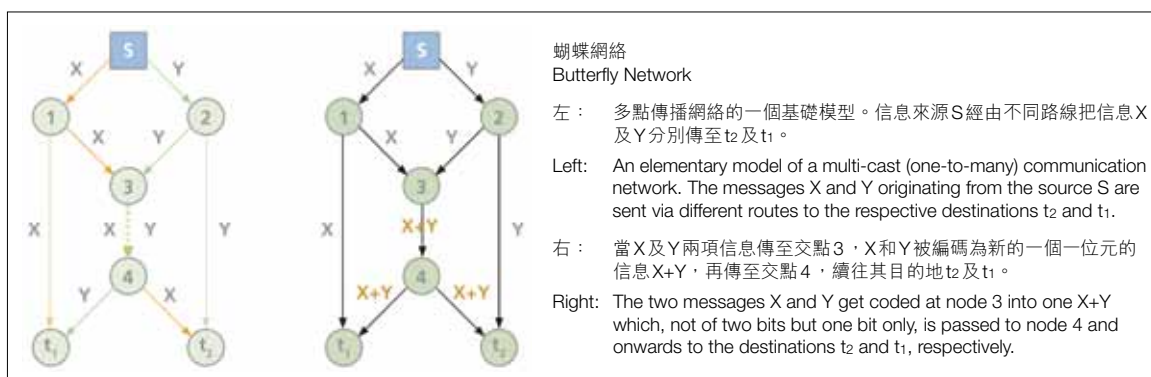 S
X Y
1 2
X Y
3
X X Y Y
4
Y X
t1 t2
S
X Y
1 2
X Y
3
X X+Y Y
4
X+Y X+Y
t1 t2
蝴蝶網絡
Butterfly Network
左： 多點傳播網絡的一個基礎模型。信息來源S經由不同路線把信息X
及Y分別傳至t2及t1。
Left: An elementary model of a multi-cast (one-to-many) communication
network. The messages X and Y originating from the source S are
sent via different routes to the respective destinations t2 and t1.
右： 當X及Y兩項信息傳至交點3，X和Y被編碼為新的一個一位元的
信息X+Y，再傳至交點4，續往其目的地t2及t1。
Right: The two messages X and Y get coded at node 3 into one X+Y
which, not of two bits but one bit only, is passed to node 4 and
onwards to the destinations t2 and t1, respectively.